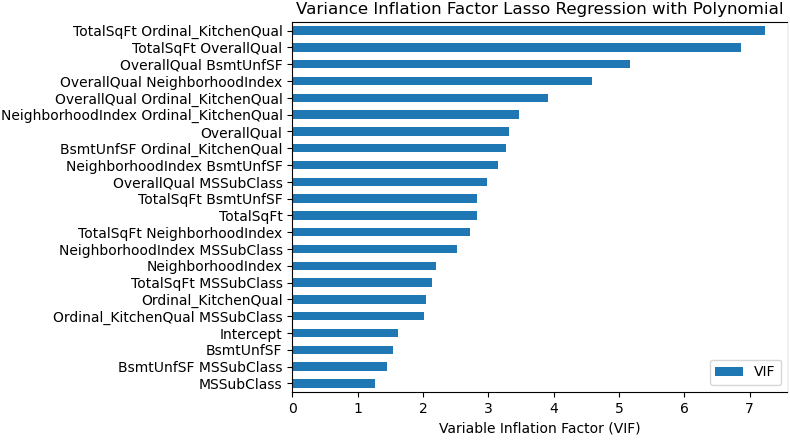 Variance Inflation Factor Lasso Regression with Polynomial
TotalSqFt Ordinal_KitchenQual
TotalSqFt OverallQual
OverallQual BsmtUnfSF
OverallQual NeighborhoodIndex
OverallQual Ordinal_KitchenQual
NeighborhoodIndex Ordinal_KitchenQual
OverallQual
BsmtUnfSF Ordinal_KitchenQual
NeighborhoodIndex BsmtUnfSF
OverallQual MSSubClass
TotalSqFt BsmtUnfSF
TotalSqFt
TotalSqFt NeighborhoodIndex
NeighborhoodIndex MSSubClass
NeighborhoodIndex
TotalSqFt MSSubClass
Ordinal_KitchenQual
Ordinal_KitchenQual MSSubClass
Intercept
BsmtUnfSF
BsmtUnfSF MSSubClass
MSSubClass
VIF
0 1 2 3 4 5 6 7
Variable Inflation Factor (VIF)